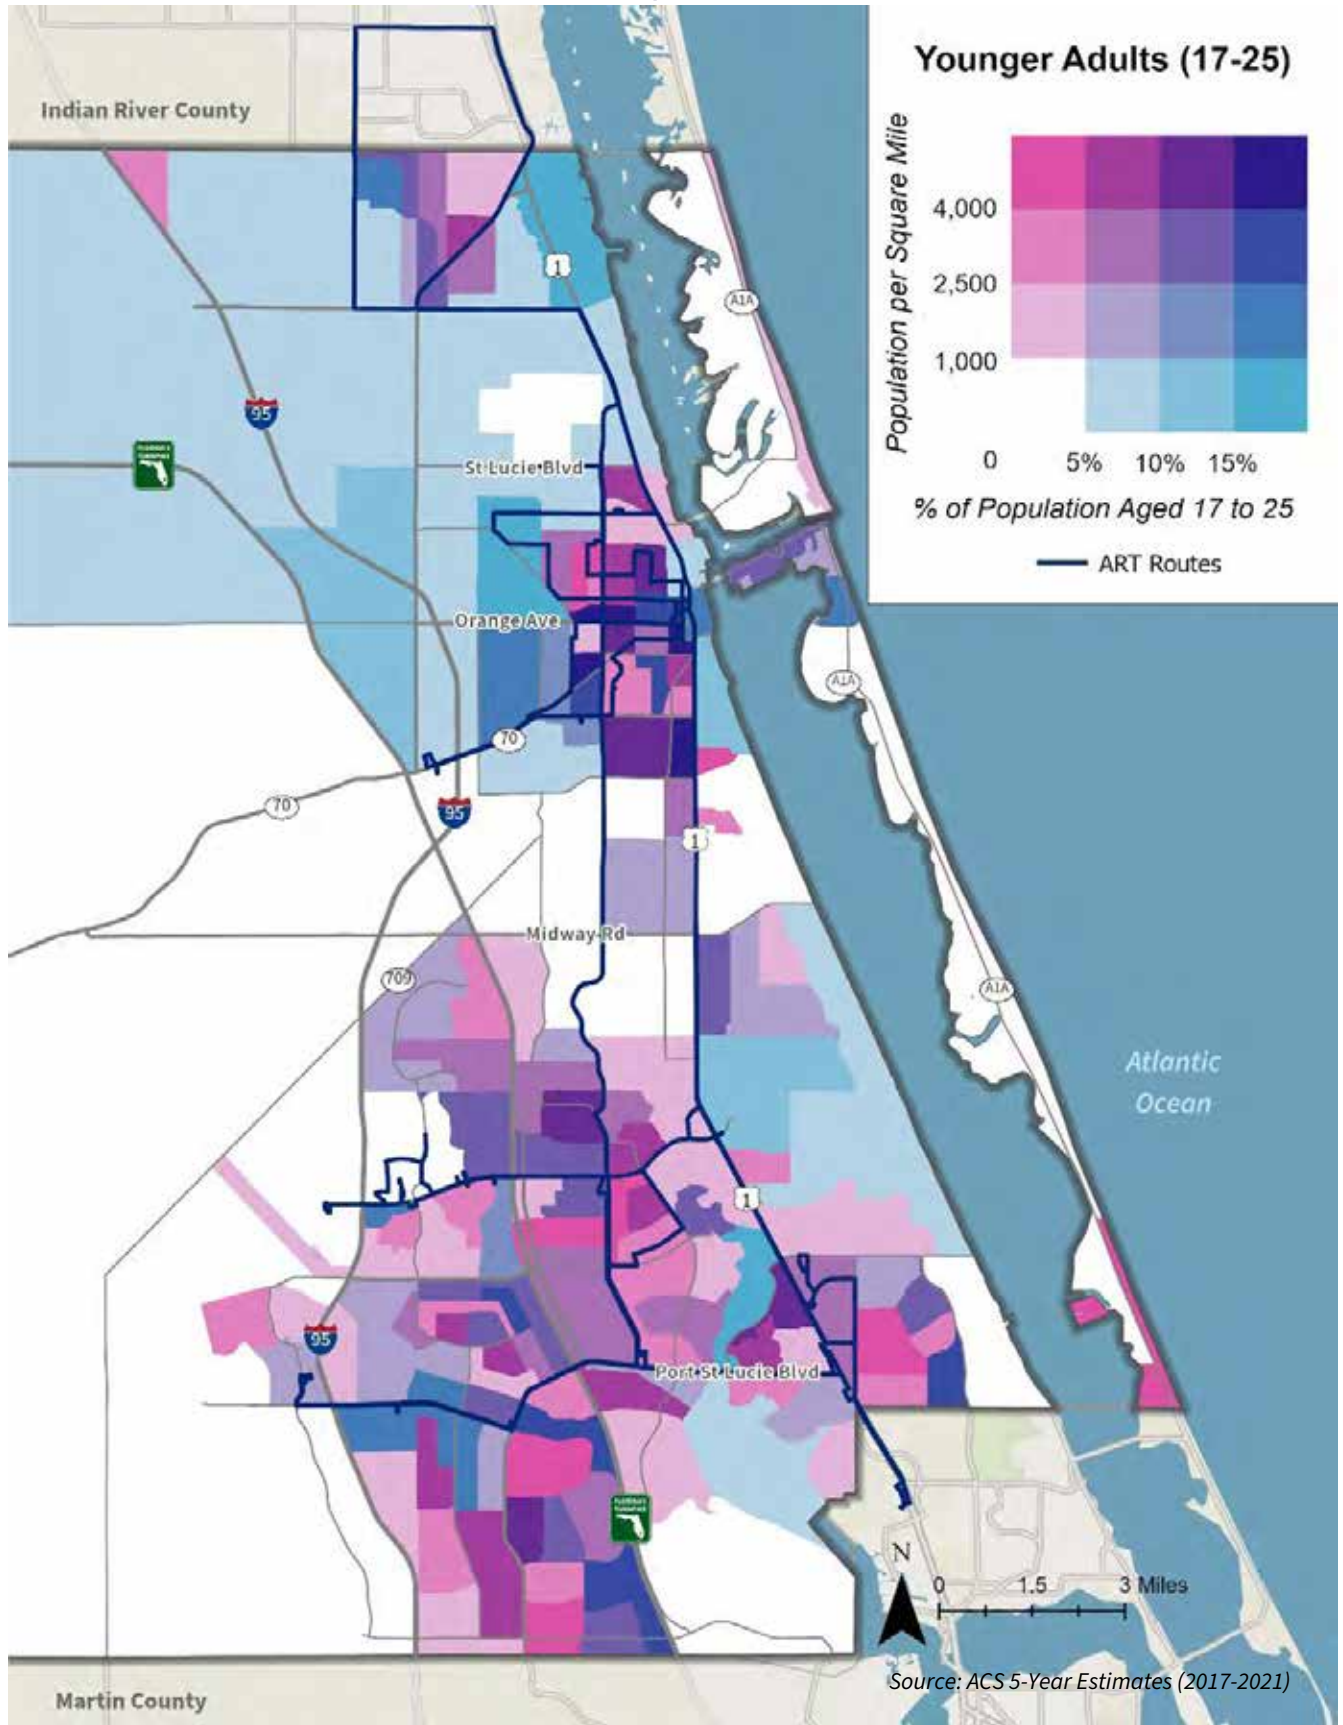 Younger Adults (17-25)
Population per Square Mile
4,000
2,500
1,000
0
5%
10%
15%
% of Population Aged 17 to 25
ART Routes
Indian River County
1
A1A
95
St Lucie Blvd
Orange Ave
A1A
70
70
95
1
Midway Rd
709
A1A
Atlantic
Ocean
1
95
Port St Lucie Blvd
N
0
1.5
3 Miles
Source: ACS 5-Year Estimates (2017-2021)
Martin County